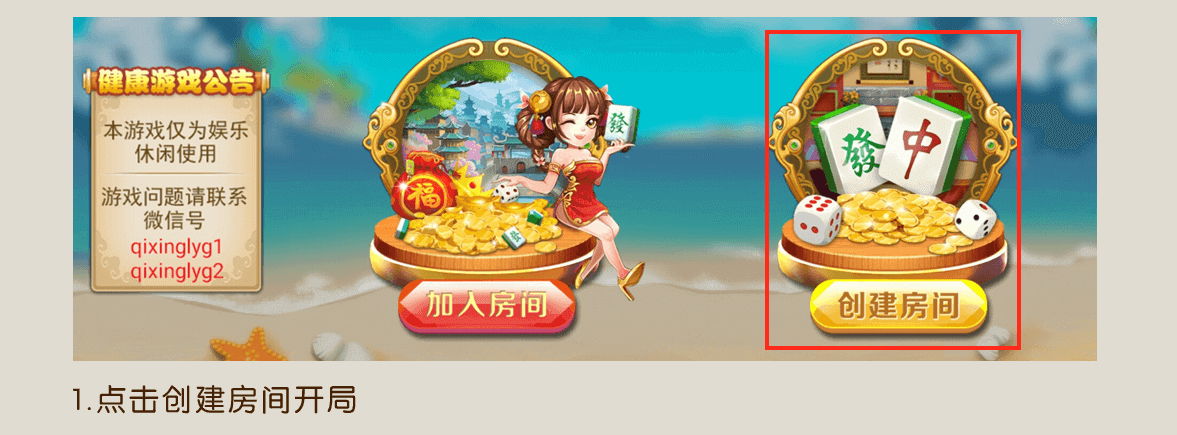 健康游戏公告
本游戏仅为娱乐
休闲使用
游戏问题请联系
微信号
qixinglyg1
qixinglyg2
福
發
加入房间
發
中
创建房间
1.点击创建房间开局